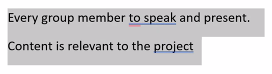 Every group member to speak and present.
Content is relevant to the project